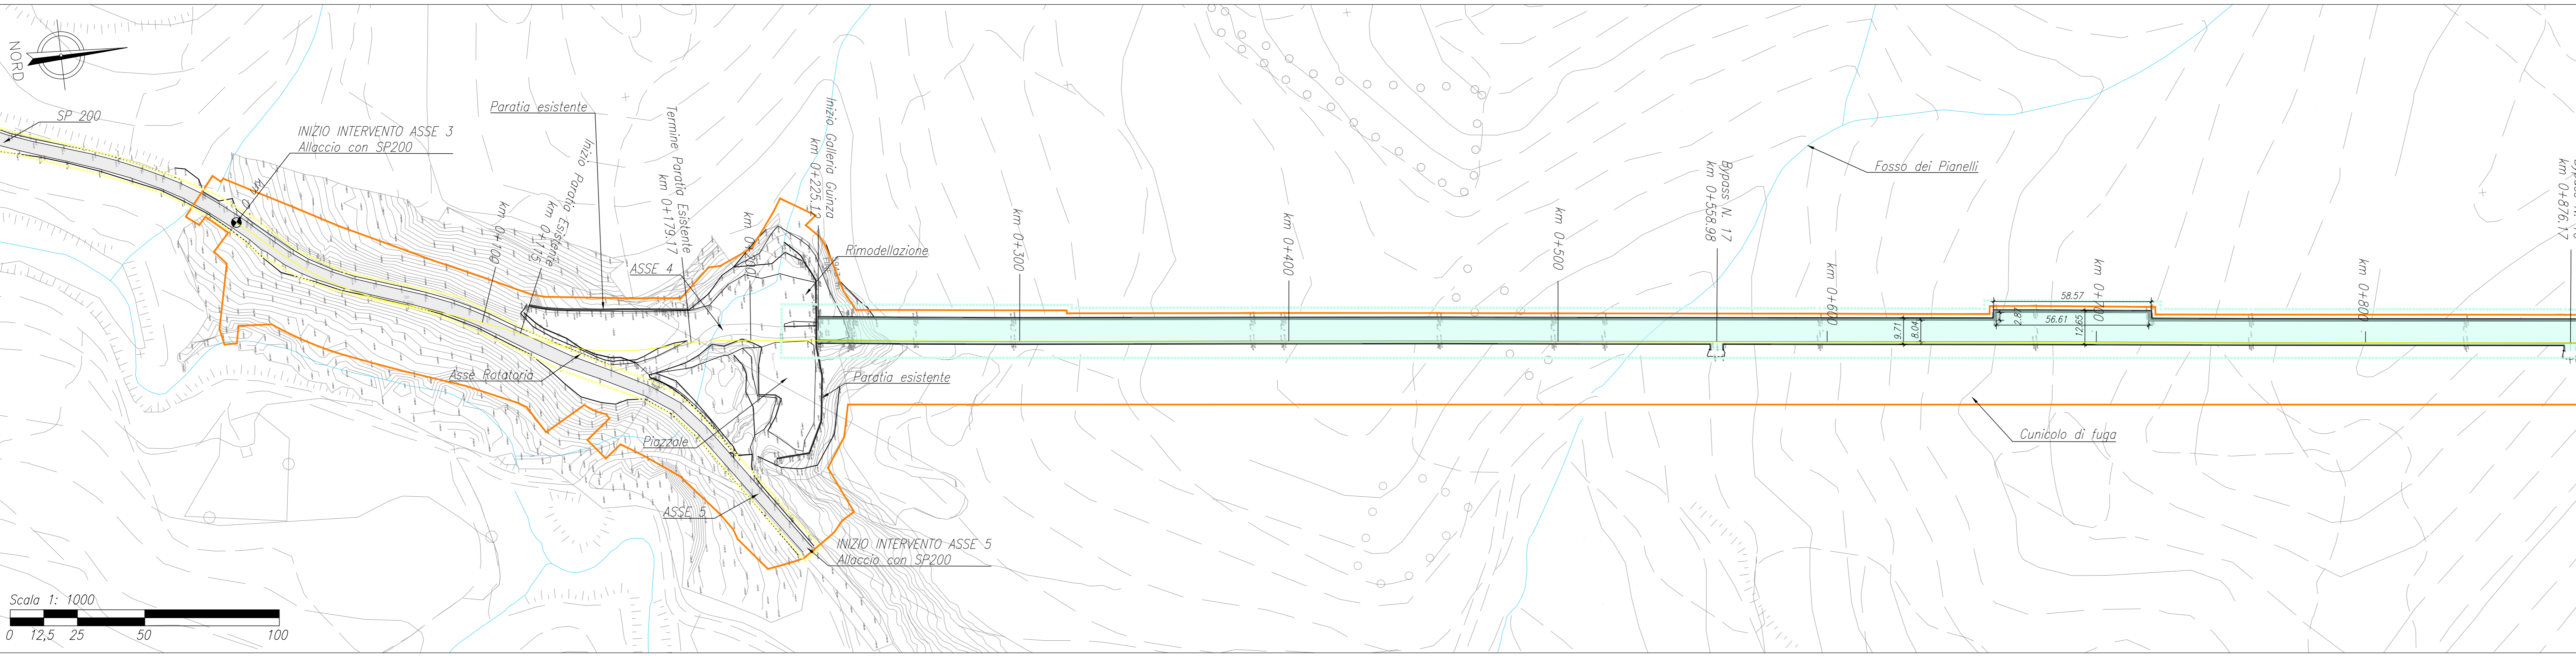 NORD
SP 200
INIZIO INTERVENTO ASSE 3
Allaccio con SP200
km 0
Paratia esistente
Inizio Paratia Esistente
km 0+115
km 0+100
Termine Paratia Esistente
km 0+179.17
ASSE 4
Inizio Galleria Guinza
km 0+225.12
Rimodellazione
Asse Rotatoria
Paratia esistente
Piazzale
ASSE 5
INIZIO INTERVENTO ASSE 5
Allaccio con SP200
km 0+300
km 0+400
km 0+500
Bypass N. 17
km 0+558.98
Fosso dei Pianelli
km 0+600
9.71
8.04
58.57
2.87
56.61
12.65
km 0+700
km 0+800
km 0+876.17
Cunicolo di fuga
Scala 1: 1000
0 12,5 25 50 100